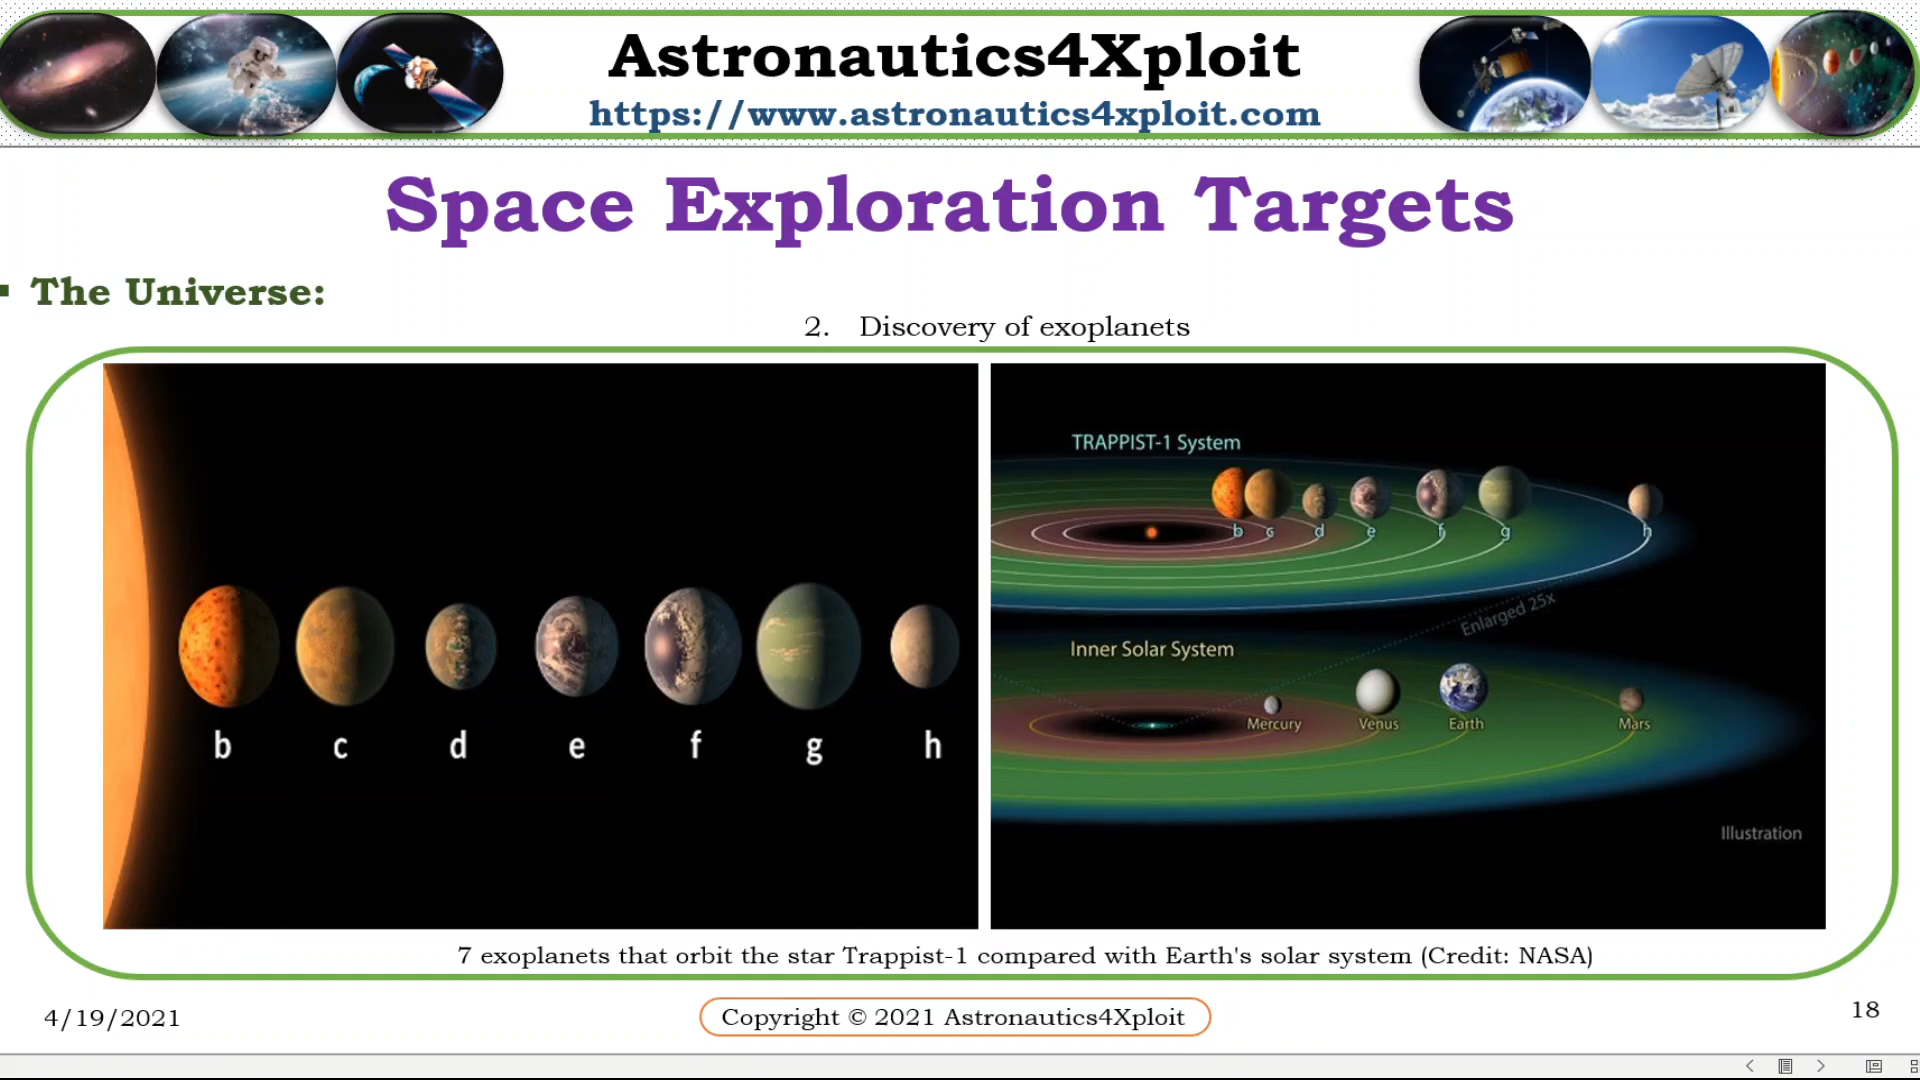 Astronautics4Xploit
https://www.astronautics4xploit.com
Space Exploration Targets
▪ The Universe:
2. Discovery of exoplanets
b c d e f g h
TRAPPIST-1 System
b c d e f g h
Enlarged 25x
Inner Solar System
Mercury Venus Earth Mars
Illustration
7 exoplanets that orbit the star Trappist-1 compared with Earth's solar system (Credit: NASA)
4/19/2021
Copyright © 2021 Astronautics4Xploit
18